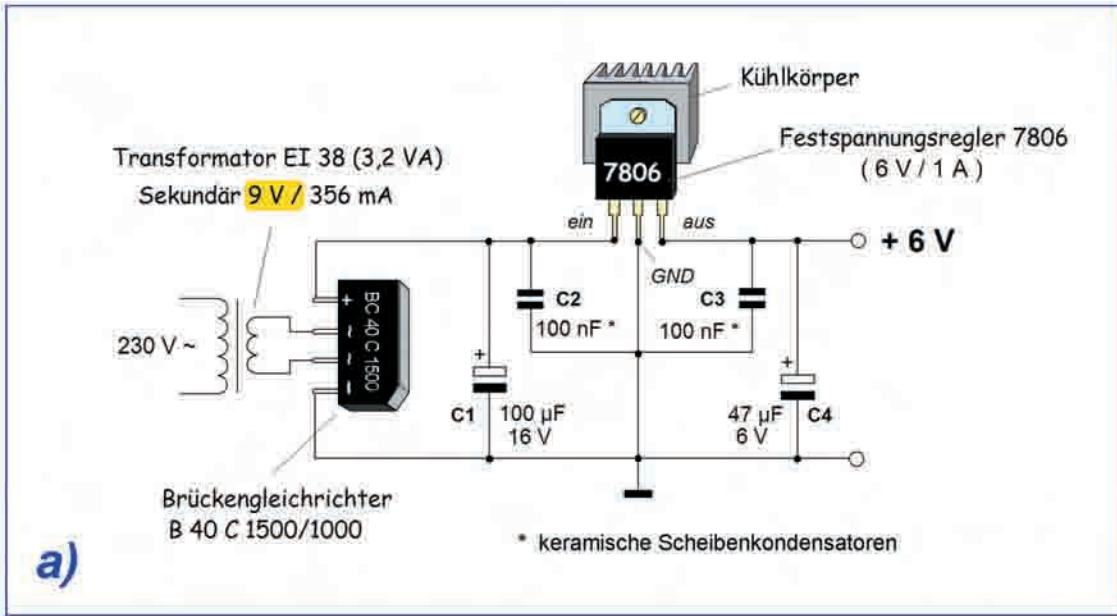 Kühlkörper
Transformator EI 38 (3,2 VA)
Sekundär 9 V / 356 mA
Festspannungsregler 7806
( 6 V / 1 A )
7806
ein
aus
GND
+ 6 V
230 V ~
+
~
~
-
BC 40 C 1500
C2
100 nF *
C3
100 nF *
+
C1
100 µF
16 V
+
47 µF
6 V
C4
Brückengleichrichter
B 40 C 1500/1000
* keramische Scheibenkondensatoren
a)